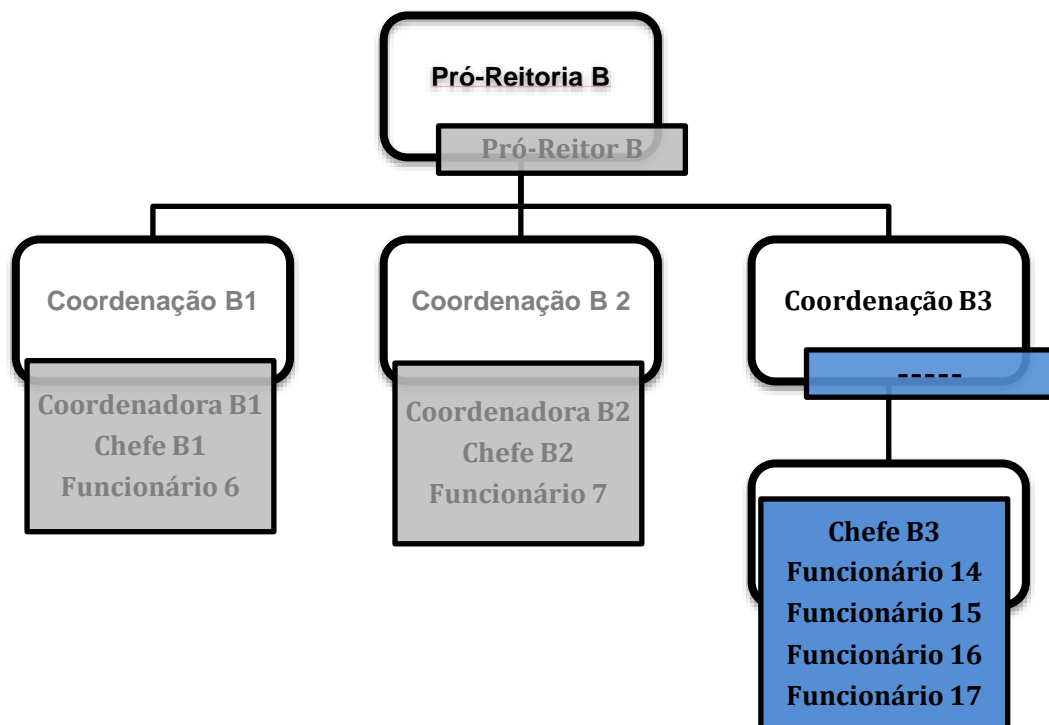 Pró-Reitoria B
Pró-Reitor B
Coordenação B1
Coordenadora B1
Chefe B1
Funcionário 6
Coordenação B 2
Coordenadora B2
Chefe B2
Funcionário 7
Coordenação B3
-----
Chefe B3
Funcionário 14
Funcionário 15
Funcionário 16
Funcionário 17